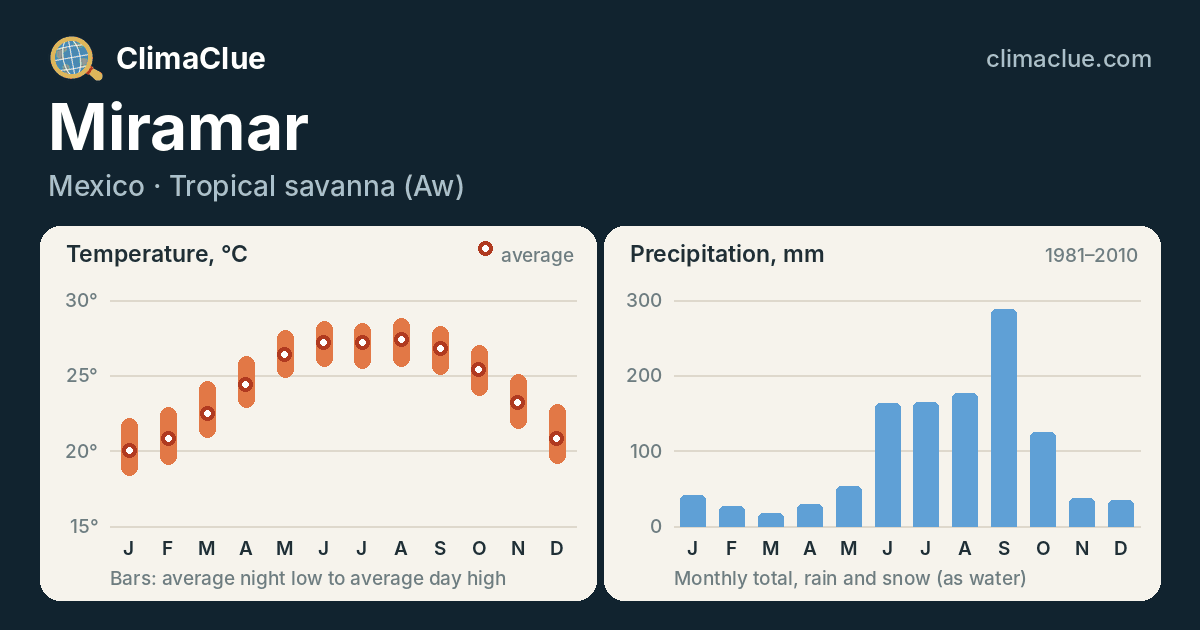 ClimaClue
climaclue.com
Miramar
Mexico · Tropical savanna (Aw)
Temperature, °C
average
30°
25°
20°
15°
J F M A M J J A S O N D
Bars: average night low to average day high
Precipitation, mm
1981–2010
300
200
100
0
J F M A M J J A S O N D
Monthly total, rain and snow (as water)